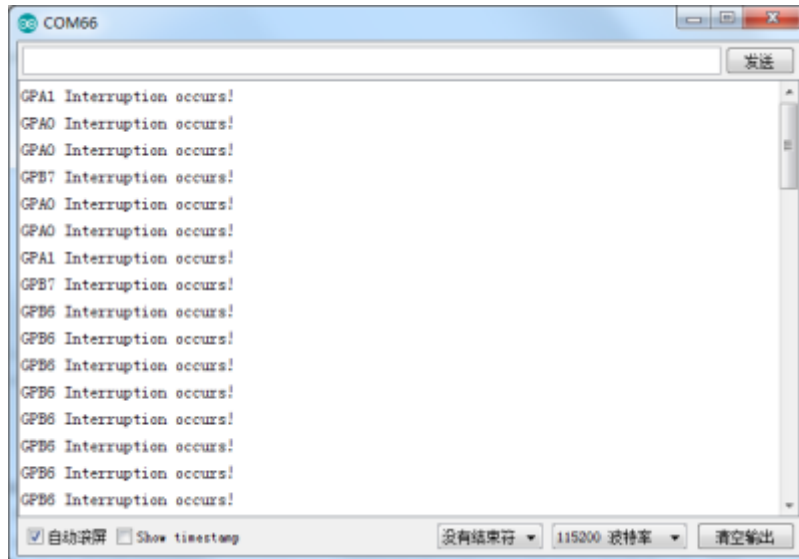 COM66
发送
GPA1 Interruption occurs!
GPA0 Interruption occurs!
GPA0 Interruption occurs!
GPB7 Interruption occurs!
GPA0 Interruption occurs!
GPA0 Interruption occurs!
GPA1 Interruption occurs!
GPB7 Interruption occurs!
GPB6 Interruption occurs!
GPB6 Interruption occurs!
GPB6 Interruption occurs!
GPB6 Interruption occurs!
GPB6 Interruption occurs!
GPB6 Interruption occurs!
GPB6 Interruption occurs!
GPB6 Interruption occurs!
自动滚屏 Show timestamp 没有结束符 115200 波特率 清空输出